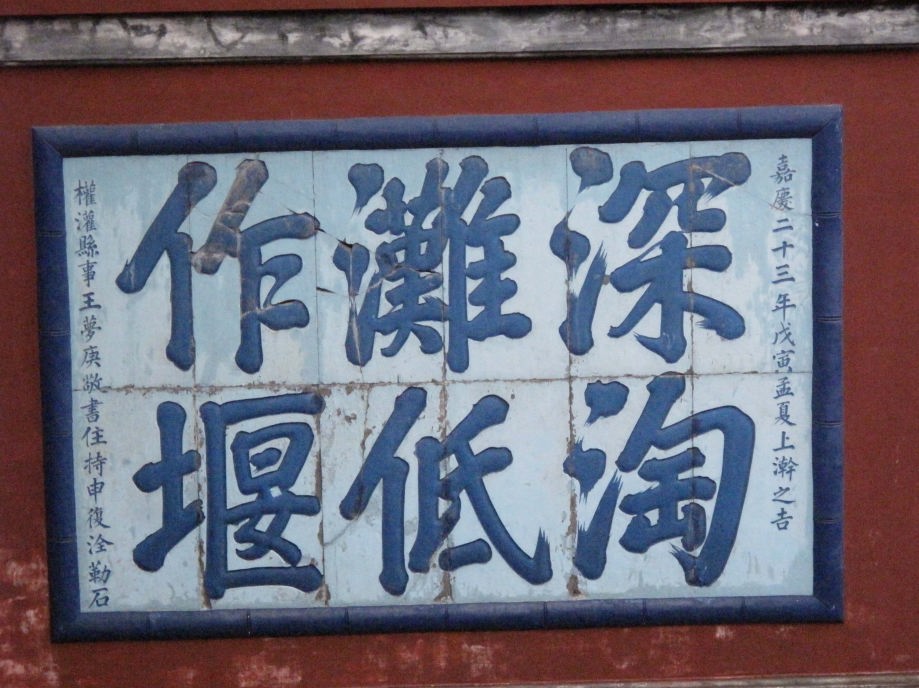 嘉慶二十三年戊寅孟夏上澣之吉
深淘
灘低
作堰
權灌縣事王夢庚敬書住持申復洤勒石